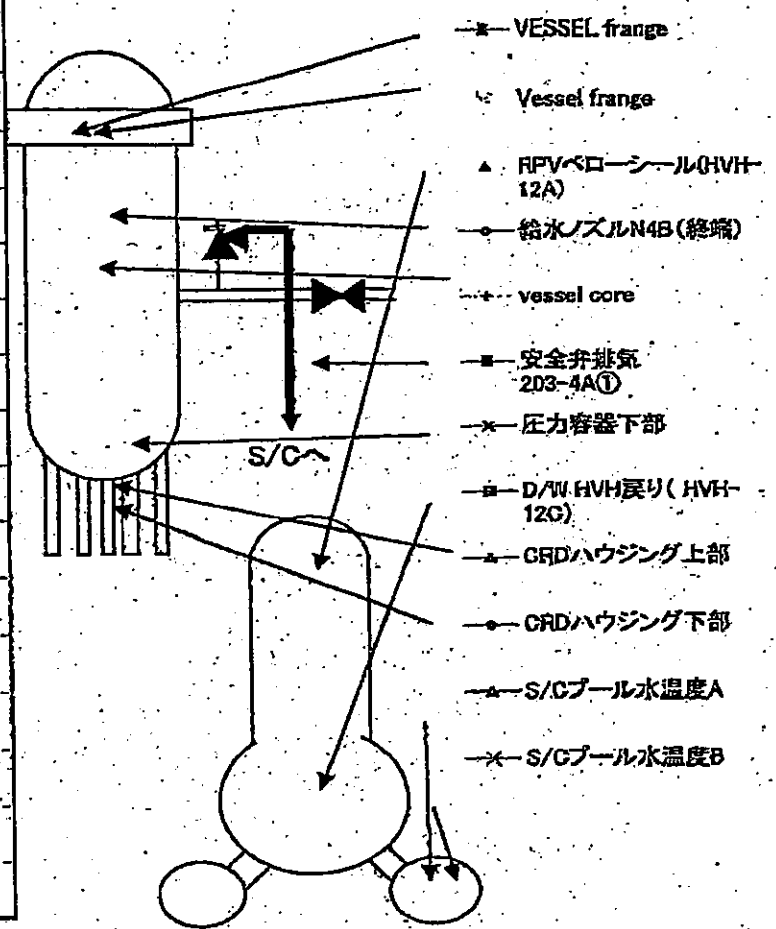 VESSEL frange
Vessel frange
RPVベローシール(HVH-
12A)
給水ノズルN4B(終端)
vessel core
安全弁排気
203-4A①
圧力容器下部
S/Cへ
D/W HVH戻り( HVH-
12C)
CRDハウジング上部
CRDハウジング下部
S/Cプール水温度A
S/Cプール水温度B